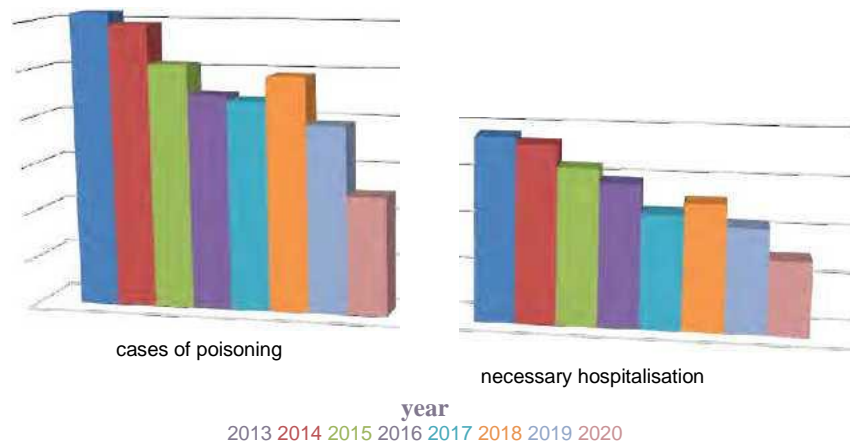 cases of poisoning
necessary hospitalisation
year
2013 2014 2015 2016 2017 2018 2019 2020